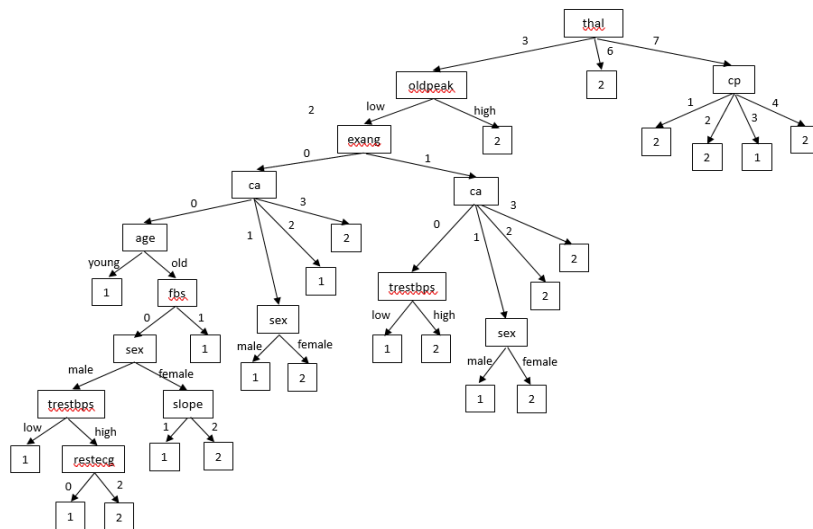 thal
3 6 7
oldpeak 2 cp
2 low high 1 2 3 4
exang 2 2 2 1 2
0 1
ca ca
0 1 2 3 0 1 2 3
age 2 2
young old 1 trestbps 2
1 fbs sex low high sex
0 1 male female 1 2 male female
sex 1 1 2 1 2
male female
trestbps slope
low high 1 2
1 restecg 1 2
0 2
1 2